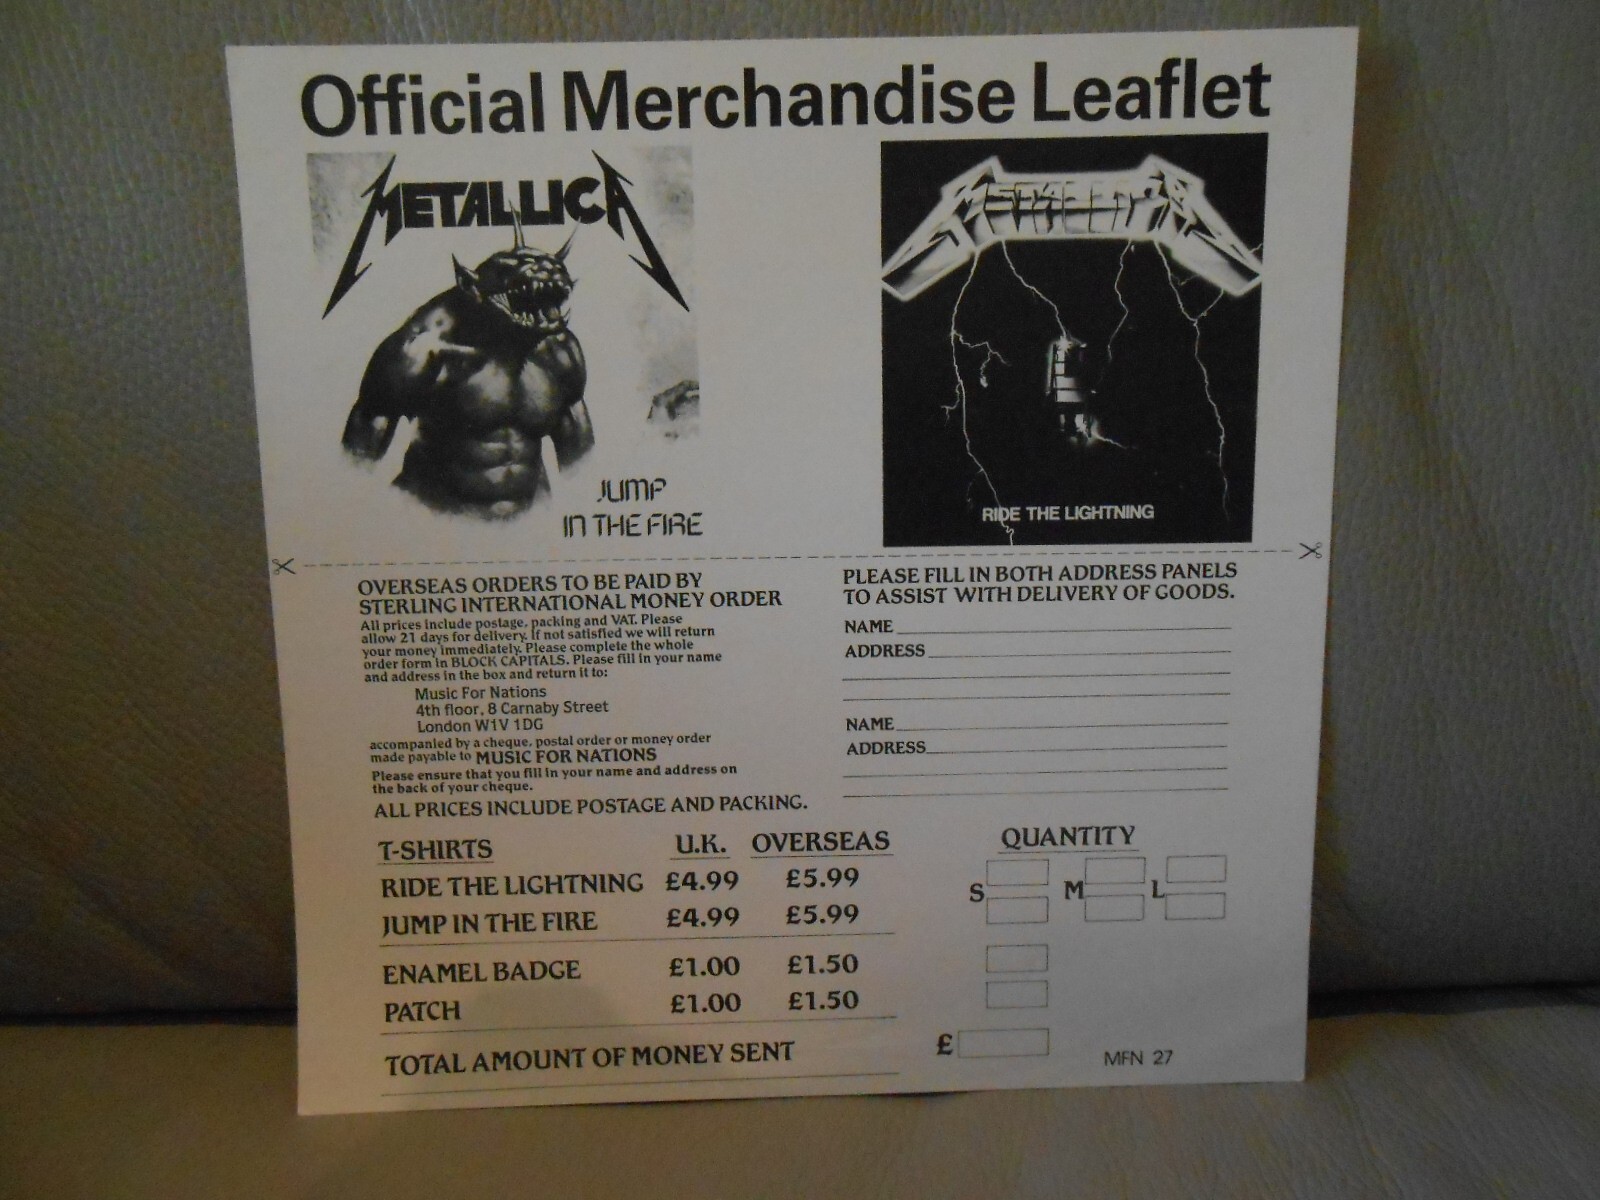 Official Merchandise Leaflet
METALLICA
JUMP
IN THE FIRE
METALLICA
RIDE THE LIGHTNING
OVERSEAS ORDERS TO BE PAID BY
STERLING INTERNATIONAL MONEY ORDER
All prices include postage, packing and VAT. Please
allow 21 days for delivery. If not satisfied we will return
your money immediately. Please complete the whole
order form in BLOCK CAPITALS. Please fill in your name
and address in the box and return it to:
Music For Nations
4th floor, 8 Carnaby Street
London W1V 1DG
accompanied by a cheque, postal order or money order
made payable to MUSIC FOR NATIONS
Please ensure that you fill in your name and address on
the back of your cheque.
ALL PRICES INCLUDE POSTAGE AND PACKING.
PLEASE FILL IN BOTH ADDRESS PANELS
TO ASSIST WITH DELIVERY OF GOODS.
NAME
ADDRESS
NAME
ADDRESS
T-SHIRTS U.K. OVERSEAS QUANTITY
RIDE THE LIGHTNING £4.99 £5.99
S M L
JUMP IN THE FIRE £4.99 £5.99
ENAMEL BADGE £1.00 £1.50
PATCH £1.00 £1.50
TOTAL AMOUNT OF MONEY SENT £
MFN 27